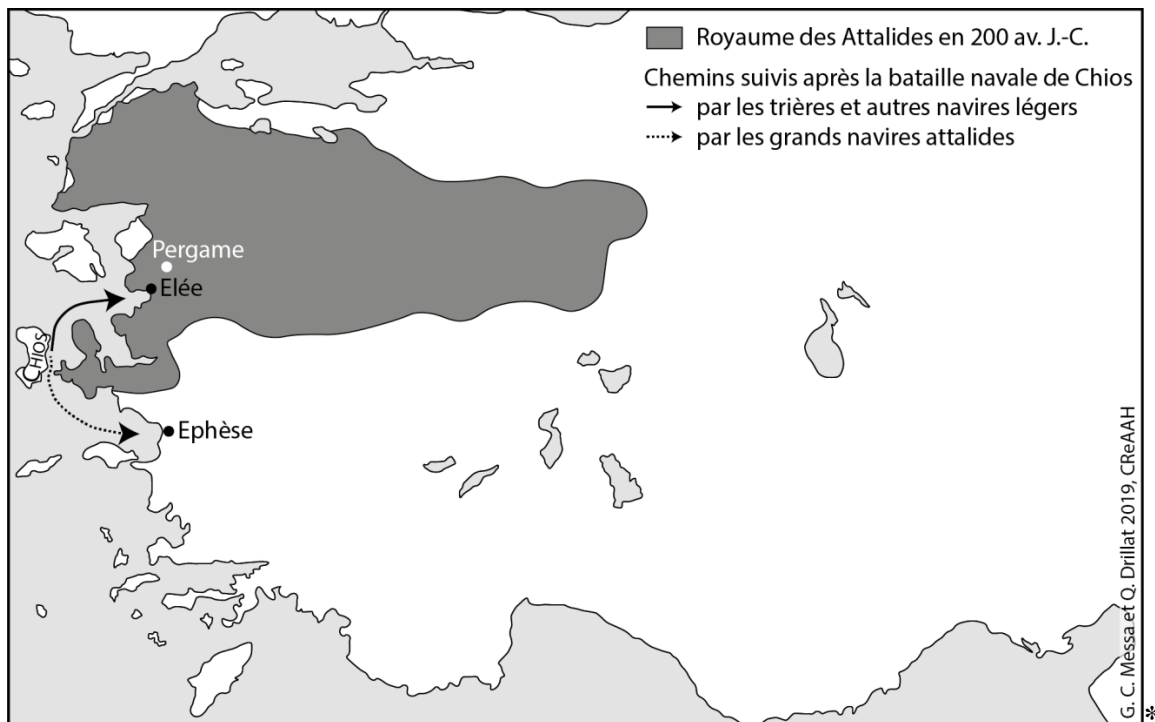 Royaume des Attalides en 200 av. J.-C.
Chemins suivis après la bataille navale de Chios
par les trières et autres navires légers
par les grands navires attalides
Pergame
Elée
CHIOS
Ephèse
G. C. Messa et Q. Drillat 2019, CReAAH
*